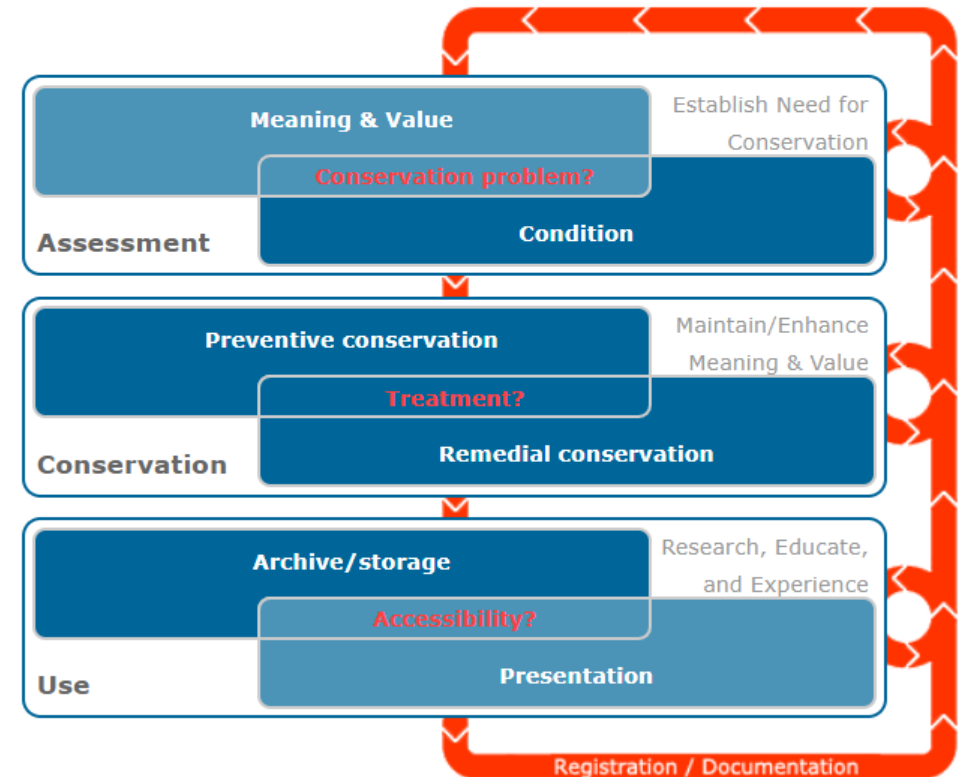 Meaning & Value
Establish Need for
Conservation
Conservation problem?
Condition
Assessment
Preventive conservation
Maintain/Enhance
Meaning & Value
Treatment?
Remedial conservation
Conservation
Archive/storage
Research, Educate,
and Experience
Accessibility?
Presentation
Use
Registration / Documentation